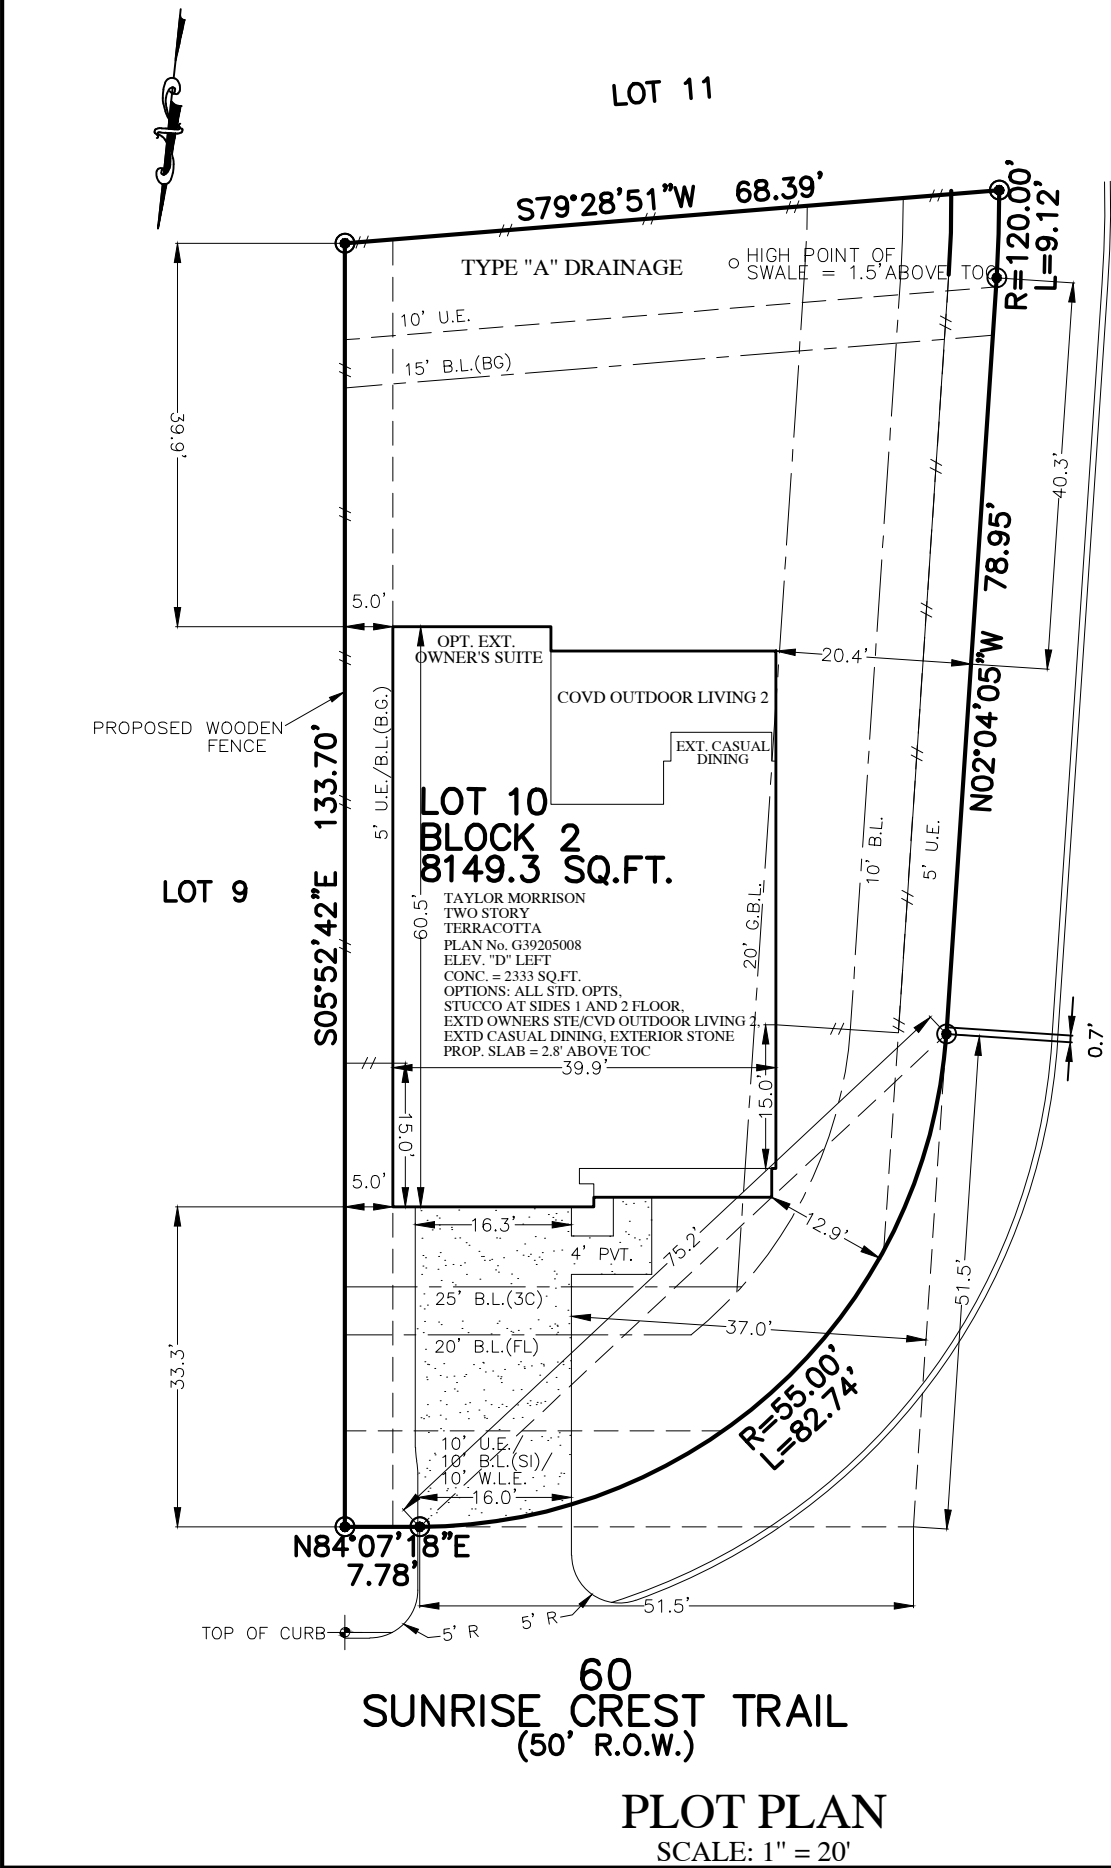 LOT 11
S79°28'51"W 68.39'
R=120.00'
L=9.12'
TYPE "A" DRAINAGE
HIGH POINT OF
SWALE = 1.5'ABOVE TOC
10' U.E.
15' B.L.(BG)
39.9'
40.3'
5.0'
OPT. EXT.
OWNER'S SUITE
20.4'
N02°04'05"W 78.95'
COVD OUTDOOR LIVING 2
EXT. CASUAL
DINING
PROPOSED WOODEN
FENCE
S05°52'42"E 133.70'
5' U.E./B.L.(B.G.)
LOT 10
BLOCK 2
8149.3 SQ.FT.
LOT 9
60.5'
TAYLOR MORRISON
TWO STORY
TERRACOTTA
PLAN No. G39205008
ELEV. "D" LEFT
CONC. = 2333 SQ.FT.
OPTIONS: ALL STD. OPTS,
STUCCO AT SIDES 1 AND 2 FLOOR,
EXTD OWNERS STE/CVD OUTDOOR LIVING 2,
EXTD CASUAL DINING, EXTERIOR STONE
PROP. SLAB = 2.8' ABOVE TOC
20' G.B.L.
10' B.L.
5' U.E.
0.7'
39.9'
15.0'
15.0'
5.0'
16.3'
4' PVT.
75.2'
12.9'
51.5'
25' B.L.(3C)
20' B.L.(FL)
37.0'
33.3'
R=55.00'
L=82.74'
10' U.E./
10' B.L.(SI)/
10' W.L.E.
16.0'
N84°07'18"E
7.78'
51.5'
5' R
5' R
TOP OF CURB
60
SUNRISE CREST TRAIL
(50' R.O.W.)
PLOT PLAN
SCALE: 1" = 20'